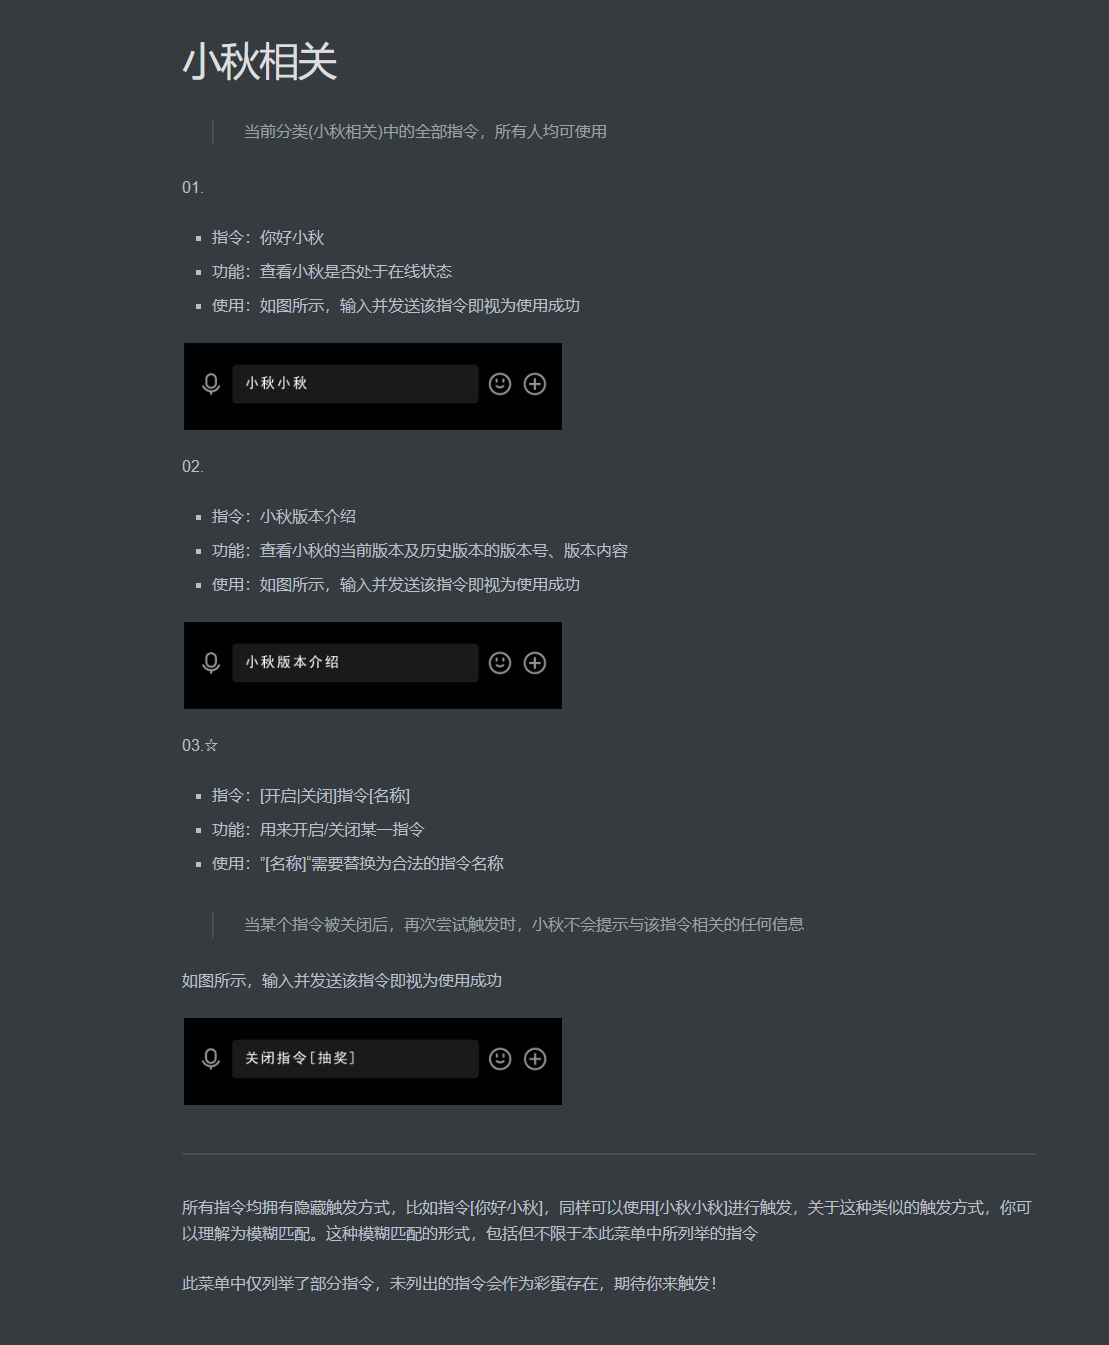 小秋相关
当前分类(小秋相关)中的全部指令，所有人均可使用
01.
指令：你好小秋
功能：查看小秋是否处于在线状态
使用：如图所示，输入并发送该指令即视为使用成功
小秋小秋
02.
指令：小秋版本介绍
功能：查看小秋的当前版本及历史版本的版本号、版本内容
使用：如图所示，输入并发送该指令即视为使用成功
小秋版本介绍
03.☆
指令：[开启|关闭]指令[名称]
功能：用来开启/关闭某一指令
使用：”[名称]“需要替换为合法的指令名称
当某个指令被关闭后，再次尝试触发时，小秋不会提示与该指令相关的任何信息
如图所示，输入并发送该指令即视为使用成功
关闭指令[抽奖]
所有指令均拥有隐藏触发方式，比如指令[你好小秋]，同样可以使用[小秋小秋]进行触发，关于这种类似的触发方式，你可
以理解为模糊匹配。这种模糊匹配的形式，包括但不限于本此菜单中所列举的指令
此菜单中仅列举了部分指令，未列出的指令会作为彩蛋存在，期待你来触发！